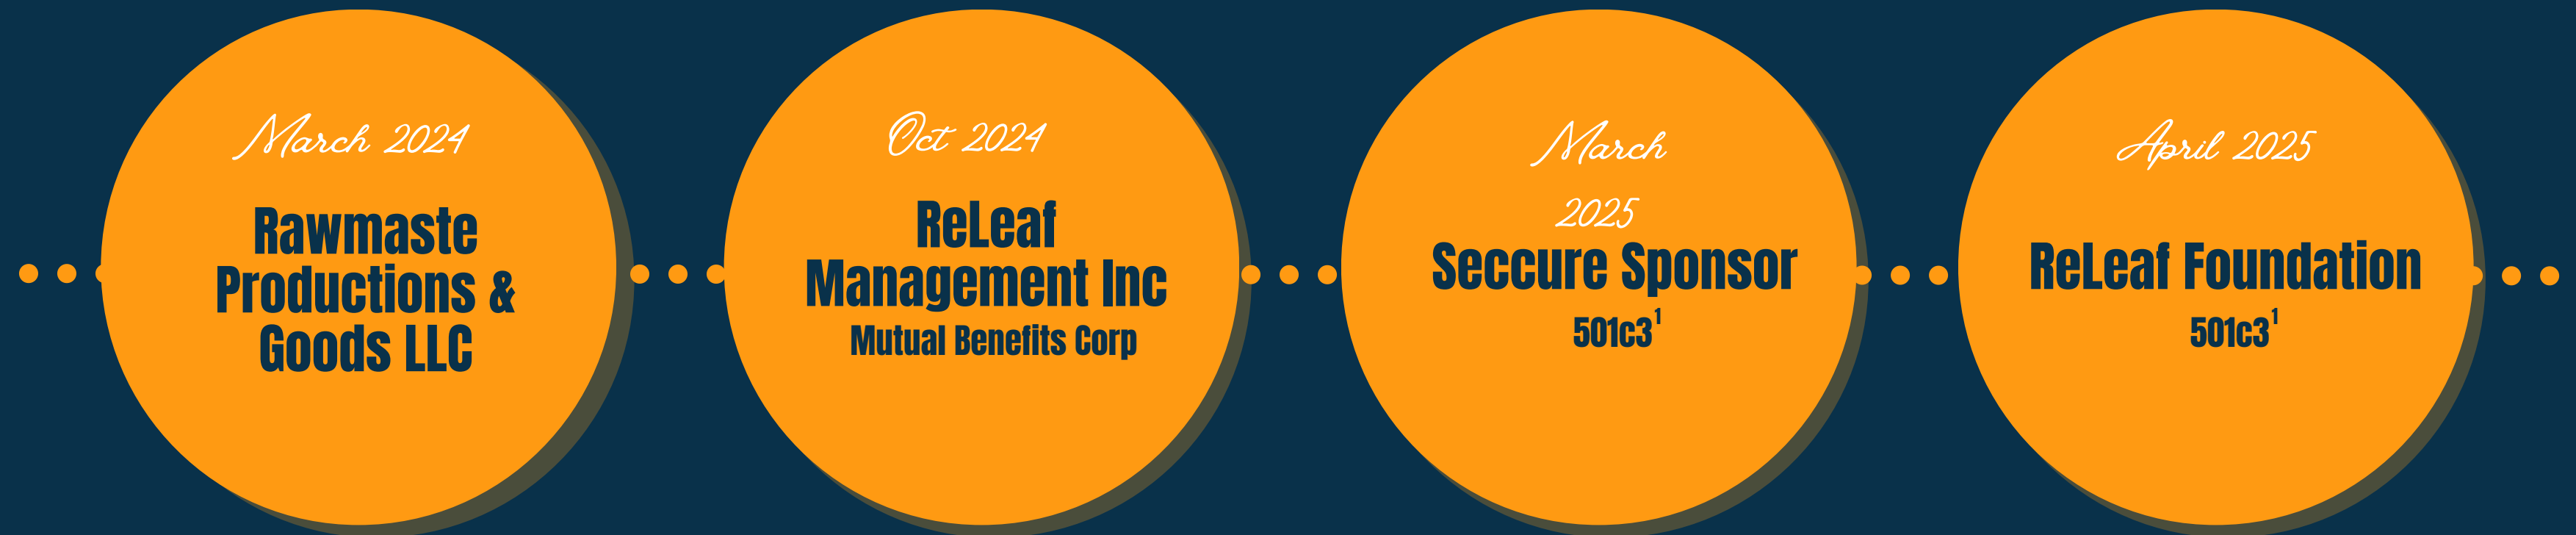 March 2024
Rawmaste
Productions &
Goods LLC
Oct 2024
ReLeaf
Management Inc
Mutual Benefits Corp
March
2025
Seccure Sponsor
501c3¹
April 2025
ReLeaf Foundation
501c3¹